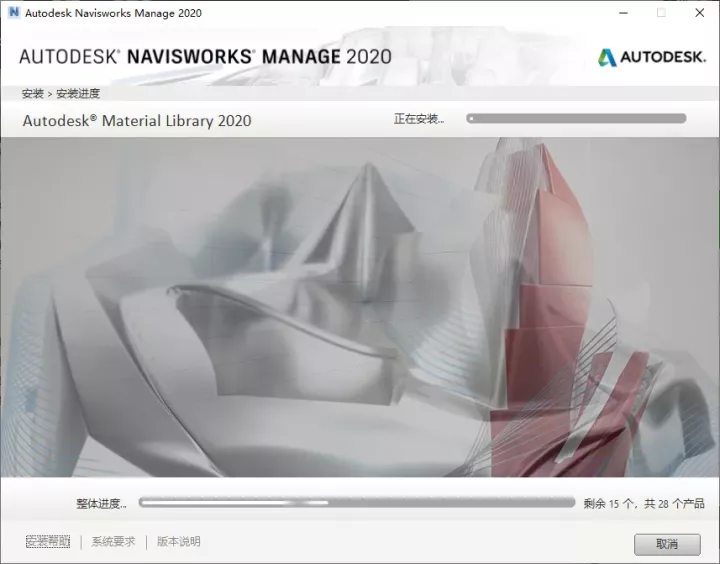 Autodesk Navisworks Manage 2020
AUTODESK® NAVISWORKS® MANAGE 2020
AUTODESK.
安装 > 安装进度
Autodesk® Material Library 2020
正在安装...
整体进度...
剩余 15 个，共 28 个产品
安装帮助 | 系统要求 | 版本说明
取消